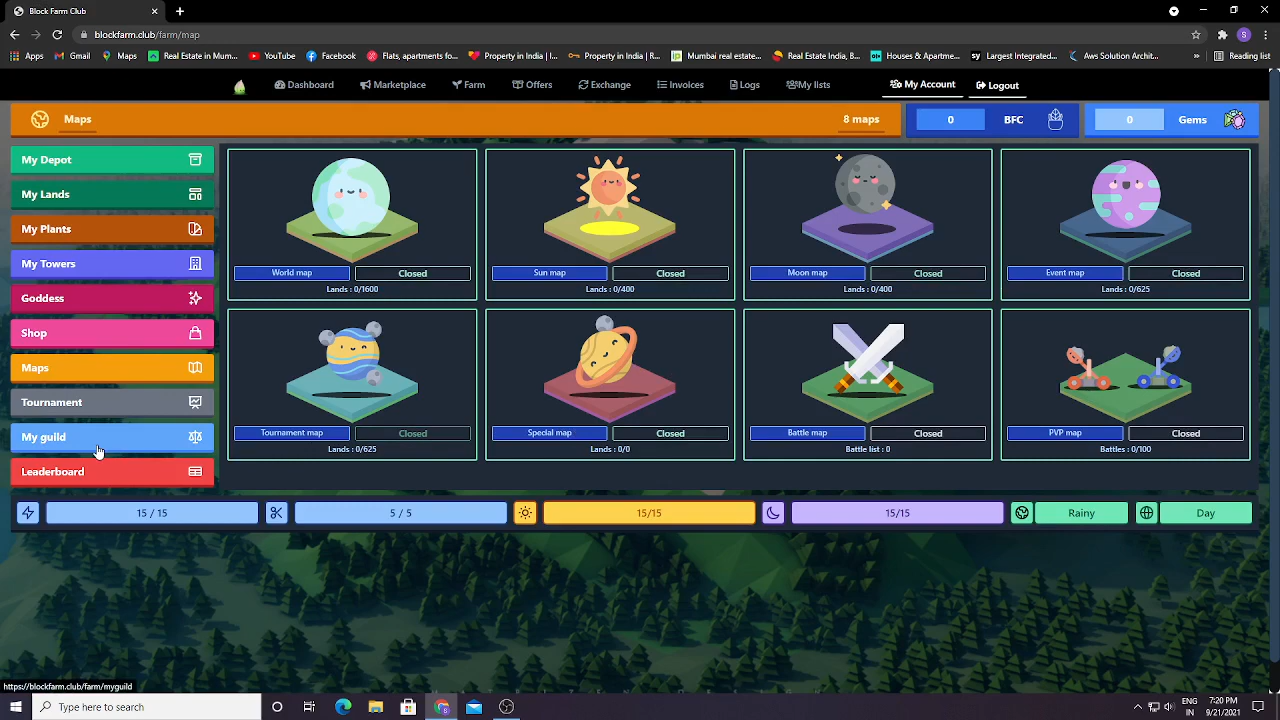 Block Farm Club
blockfarm.club/farm/map
Apps Gmail Maps Real Estate in Mum... YouTube Facebook Flats, apartments fo... Property in India | ... Property in India | R... Mumbai real estate... Real Estate India, B... Houses & Apartme... Largest Integrated... Aws Solution Archit... » Reading list
Dashboard Marketplace Farm Offers Exchange Invoices Logs My lists My Account Logout
Maps 8 maps 0 BFC 0 Gems
My Depot
My Lands
My Plants
My Towers
Goddess
Shop
Maps
Tournament
My guild
Leaderboard
World map Closed Sun map Closed Moon map Closed Event map Closed
Lands : 0/1600 Lands : 0/400 Lands : 0/400 Lands : 0/625
Tournament map Closed Special map Closed Battle map Closed PVP map Closed
Lands : 0/625 Lands : 0/0 Battle list : 0 Battles : 0/100
15 / 15 5 / 5 15/15 15/15 Rainy Day
https://blockfarm.club/farm/myguild
Type here to search
ENG 7:20 PM
IN 9/21/2021